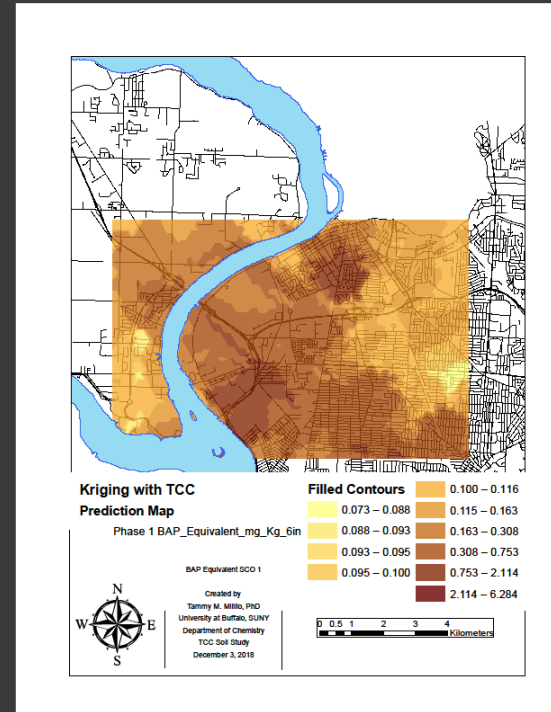 Kriging with TCC
Prediction Map
Phase 1 BAP_Equivalent_mg_Kg_6in
BAP Equivalent SCO 1
Created by
Tammy M. Milillo, PhD
University at Buffalo, SUNY
Department of Chemistry
TCC Soil Study
December 3, 2018
N
W E
S
Filled Contours
0.073 – 0.088
0.088 – 0.093
0.093 – 0.095
0.095 – 0.100
0.100 – 0.116
0.115 – 0.163
0.163 – 0.308
0.308 – 0.753
0.753 – 2.114
2.114 – 6.284
0 0.5 1 2 3 4
Kilometers